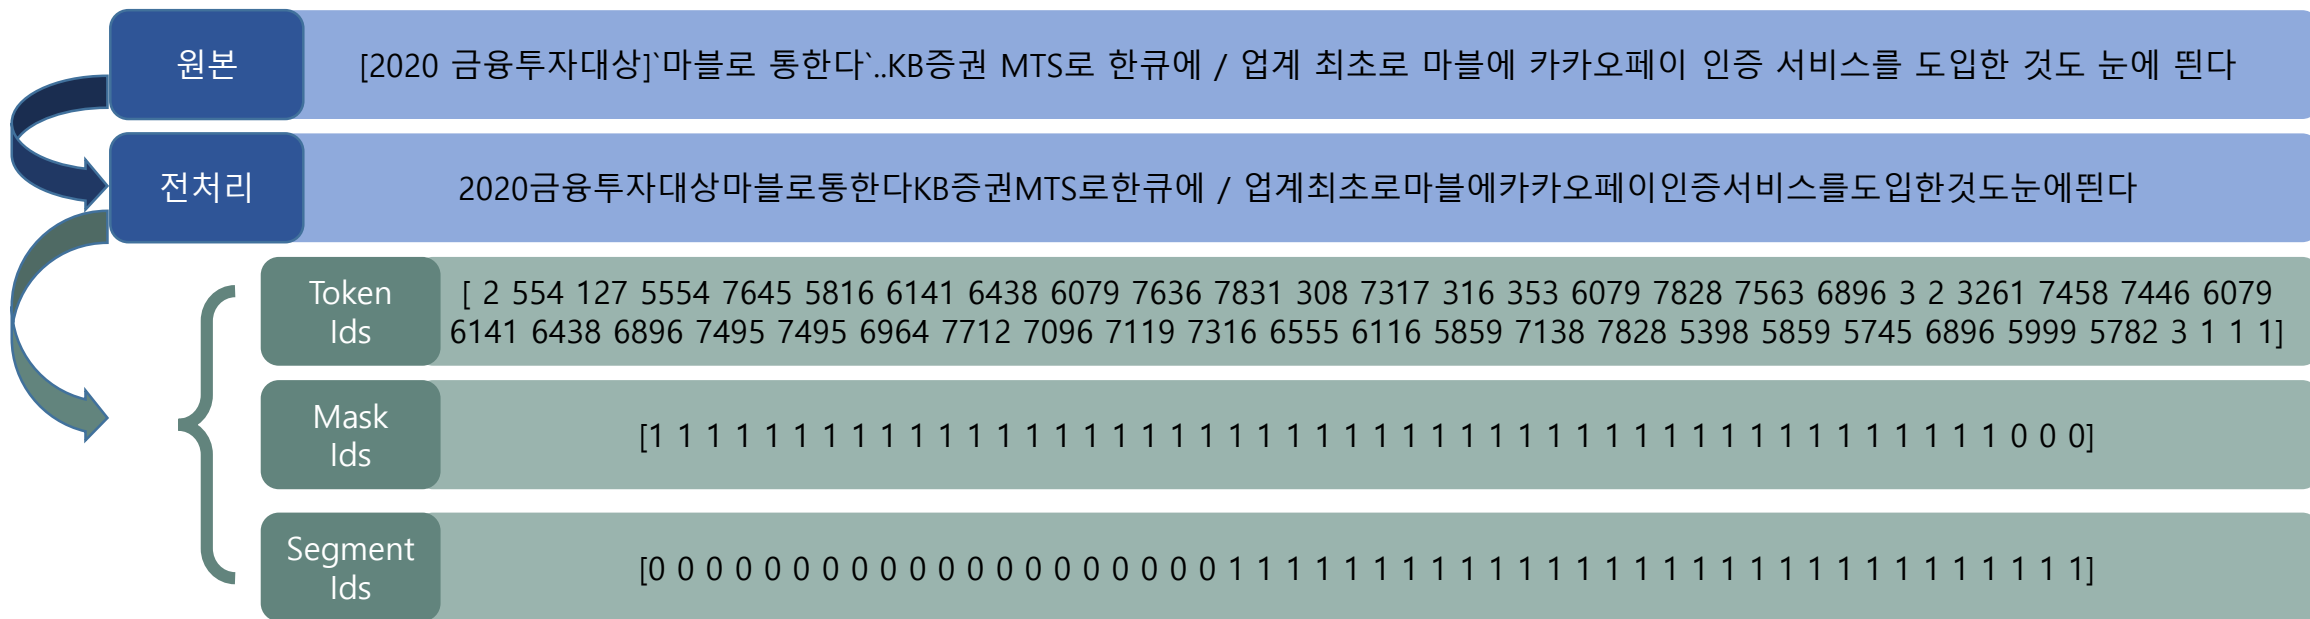 원본
[2020 금융투자대상]`마블로 통한다`..KB증권 MTS로 한큐에 / 업계 최초로 마블에 카카오페이 인증 서비스를 도입한 것도 눈에 띈다
전처리
2020금융투자대상마블로통한다KB증권MTS로한큐에 / 업계최초로마블에카카오페이인증서비스를도입한것도눈에띈다
Token
Ids
[ 2 554 127 5554 7645 5816 6141 6438 6079 7636 7831 308 7317 316 353 6079 7828 7563 6896 3 2 3261 7458 7446 6079
6141 6438 6896 7495 7495 6964 7712 7096 7119 7316 6555 6116 5859 7138 7828 5398 5859 5745 6896 5999 5782 3 1 1 1]
Mask
Ids
[1 1 1 1 1 1 1 1 1 1 1 1 1 1 1 1 1 1 1 1 1 1 1 1 1 1 1 1 1 1 1 1 1 1 1 1 1 1 1 1 1 1 1 1 1 1 1 0 0 0]
Segment
Ids
[0 0 0 0 0 0 0 0 0 0 0 0 0 0 0 0 0 0 0 0 1 1 1 1 1 1 1 1 1 1 1 1 1 1 1 1 1 1 1 1 1 1 1 1 1 1 1 1 1 1]